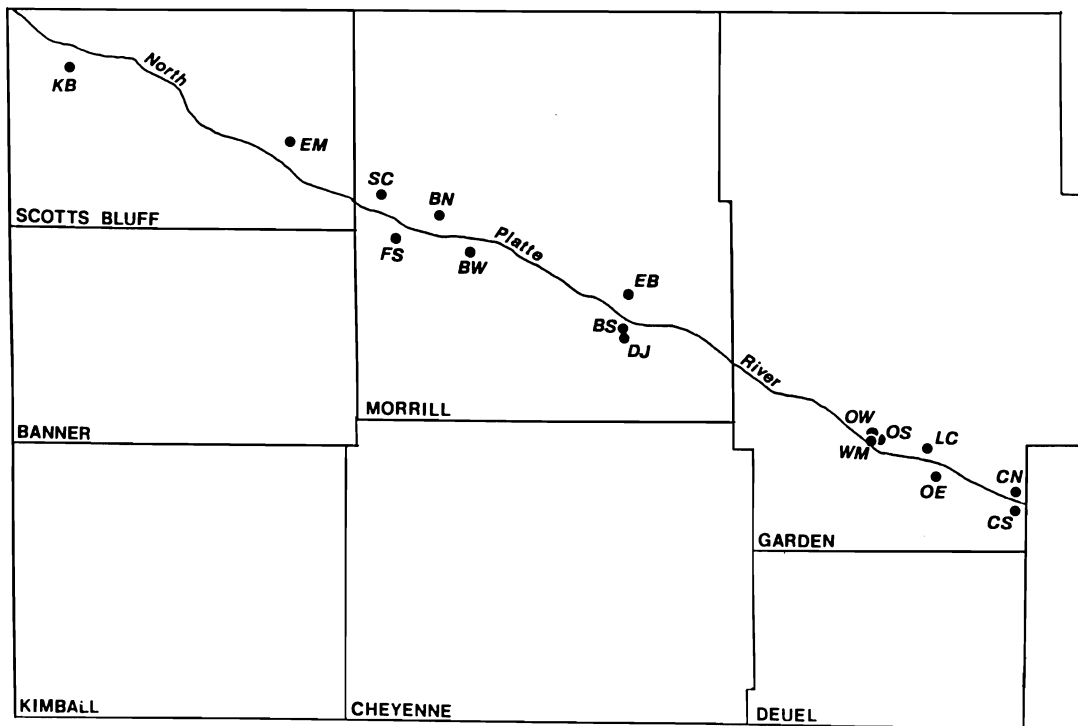 North
KB
EM
SC
BN
SCOTTS BLUFF
FS
BW
Platte
EB
BS
DJ
River
MORRILL
BANNER
OW
OS
LC
WM
OE
CN
CS
GARDEN
KIMBALL
CHEYENNE
DEUEL